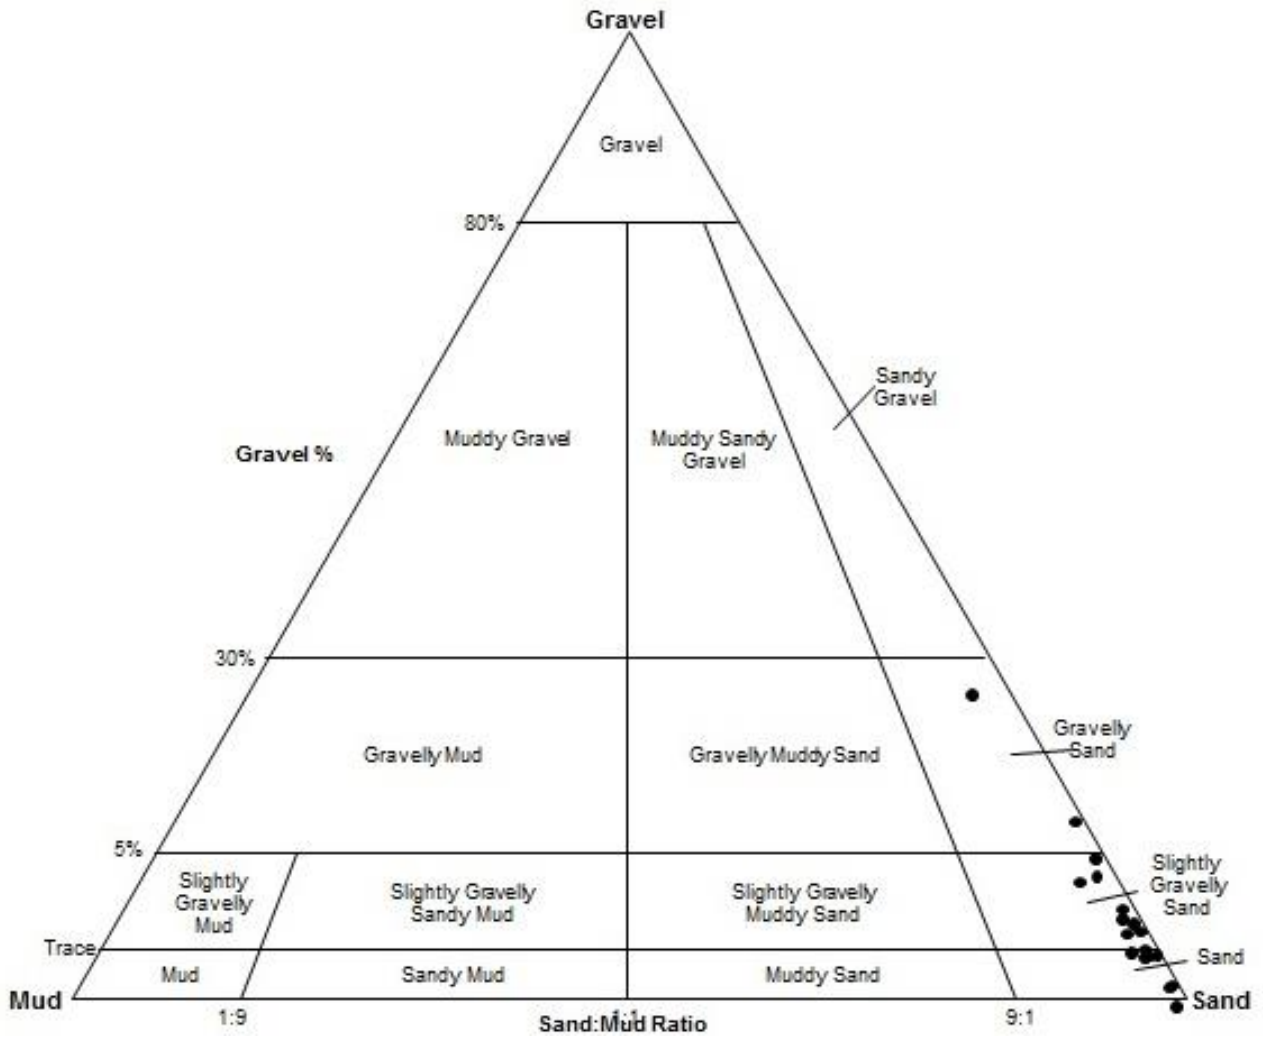 Gravel
Gravel
80%
Sandy
Gravel
Muddy Gravel
Muddy Sandy
Gravel
Gravel %
30%
Gravelly
Sand
Gravelly Mud
Gravelly Muddy Sand
5%
Slightly
Gravelly
Mud
Slightly Gravelly
Sandy Mud
Slightly Gravelly
Muddy Sand
Slightly
Gravelly
Sand
Trace
Mud
Sandy Mud
Muddy Sand
Sand
Mud
Sand
1:9
1:1
9:1
Sand:Mud Ratio